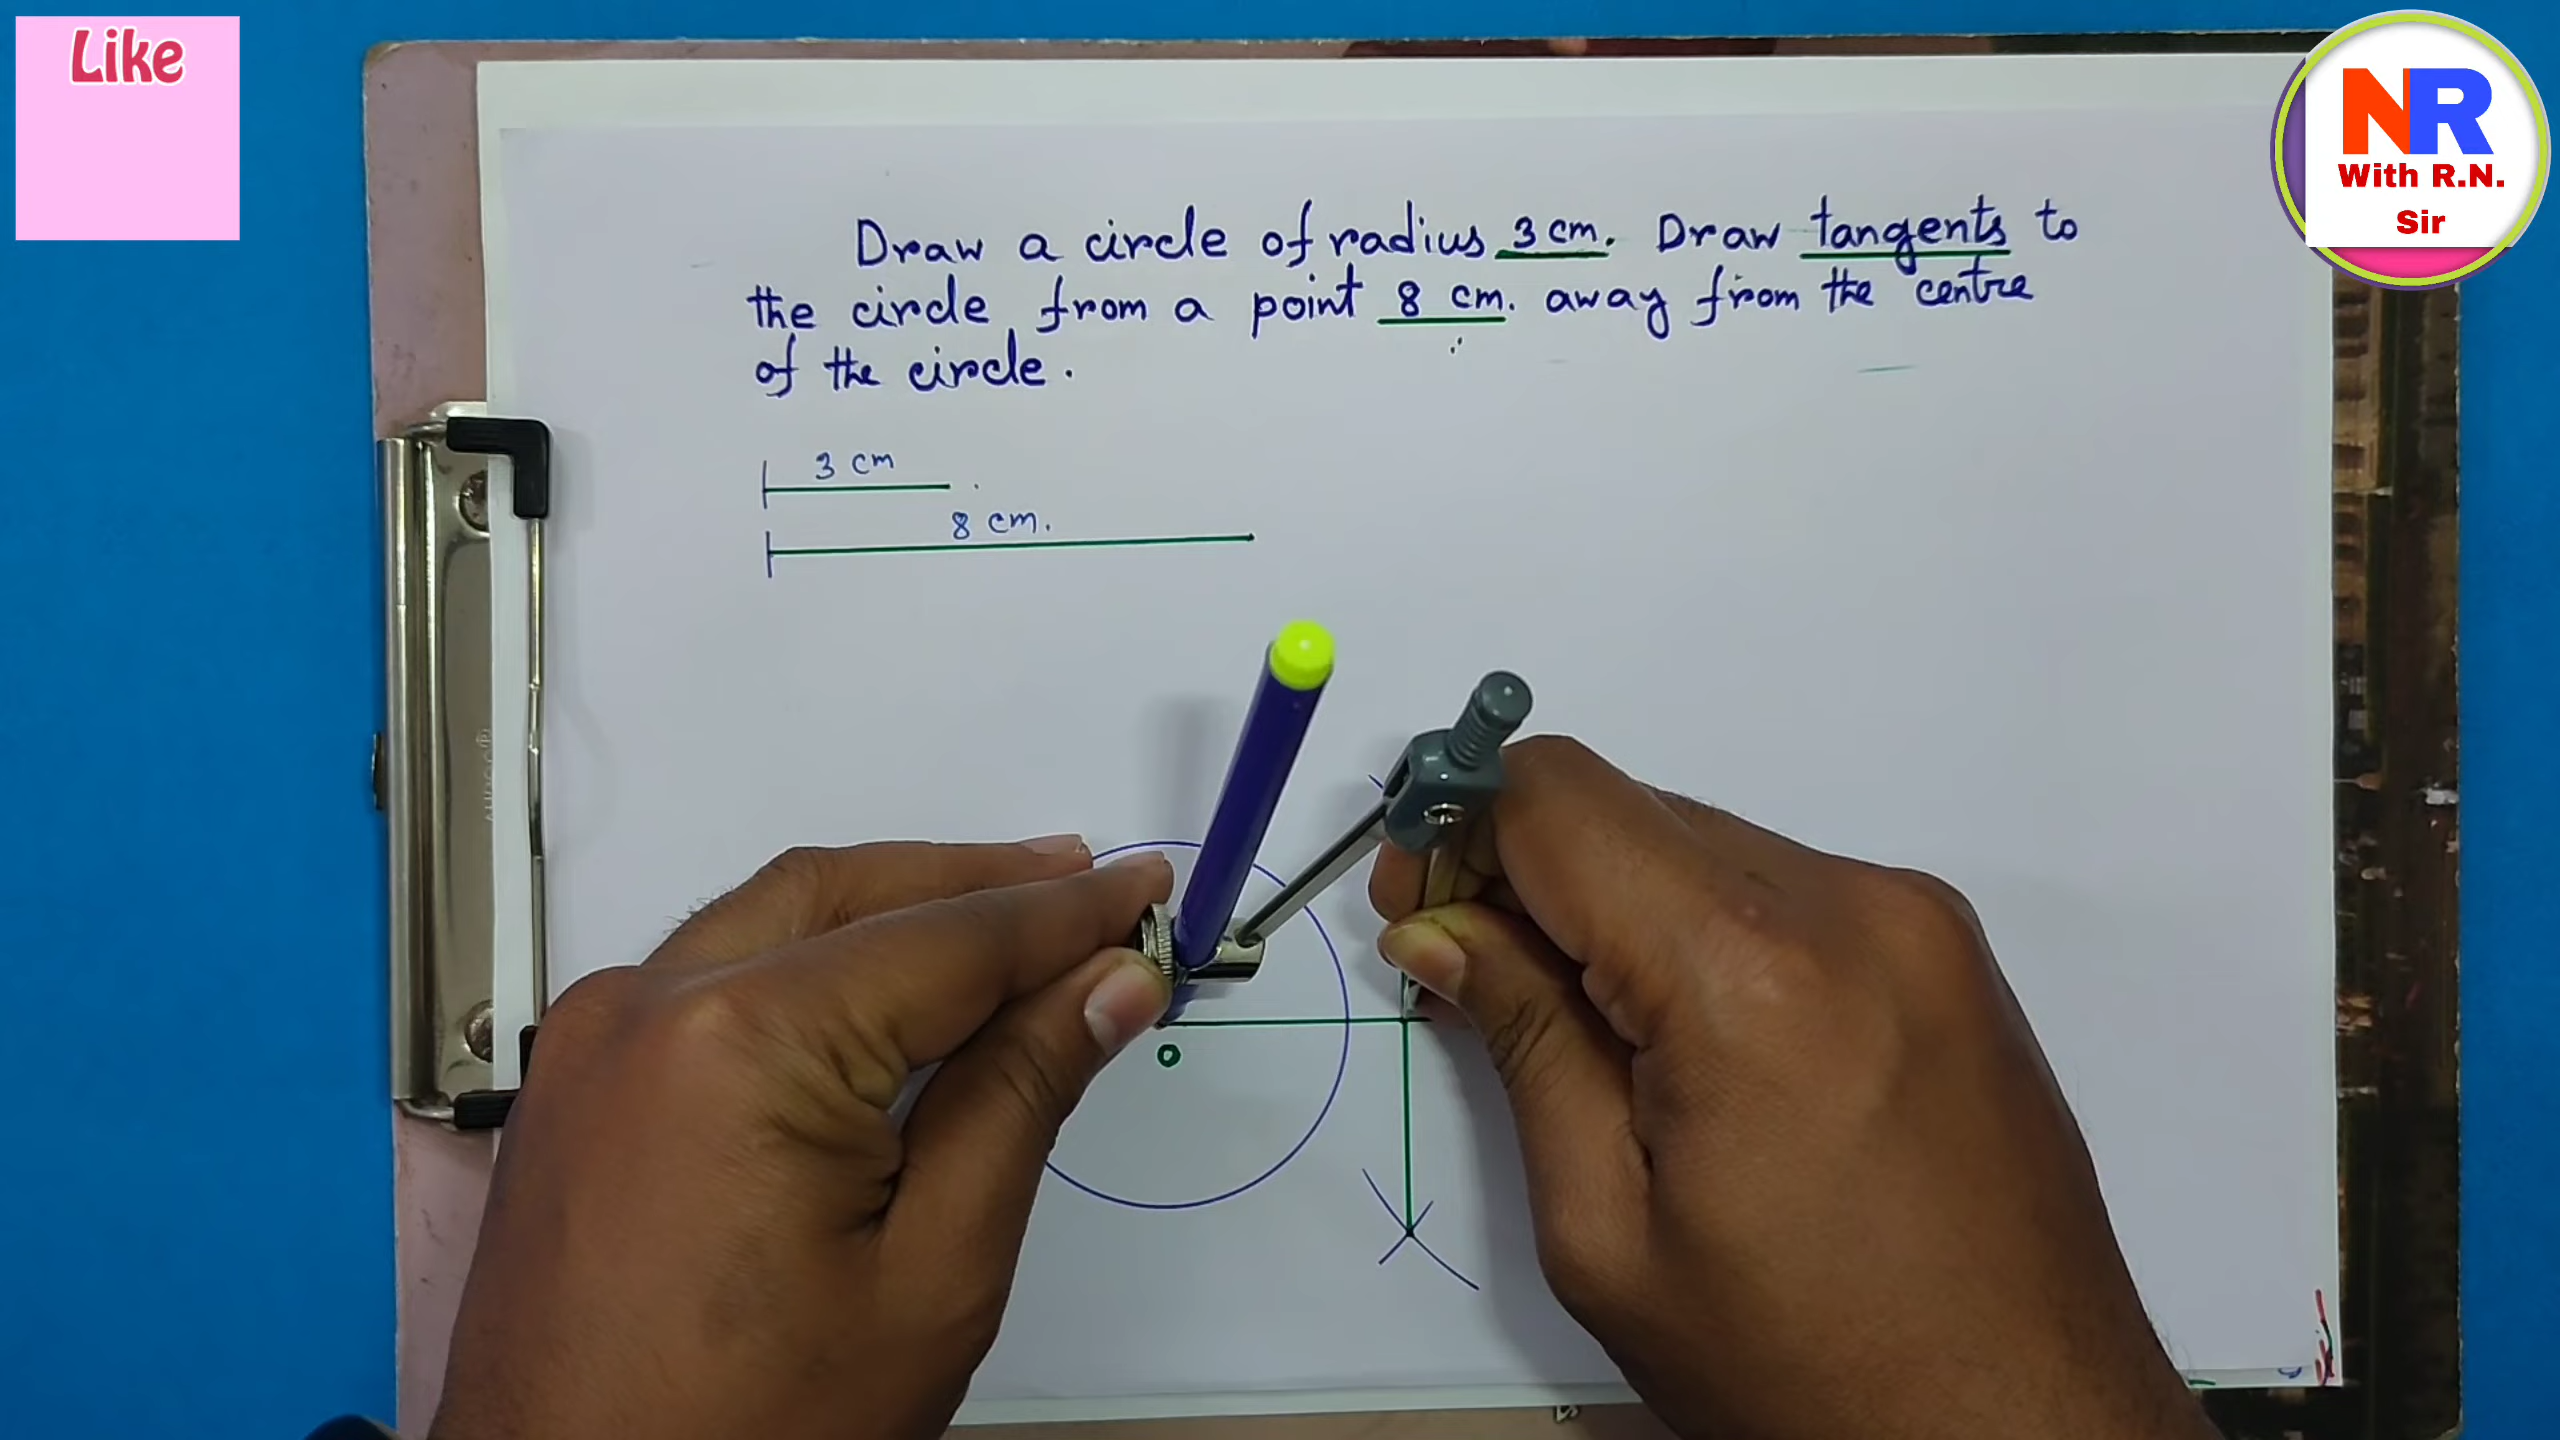 Like
NR
With R.N.
Sir
Draw a circle of radius 3 cm. Draw tangents to
the circle from a point 8 cm. away from the centre
of the circle.
3 cm
8 cm.
O